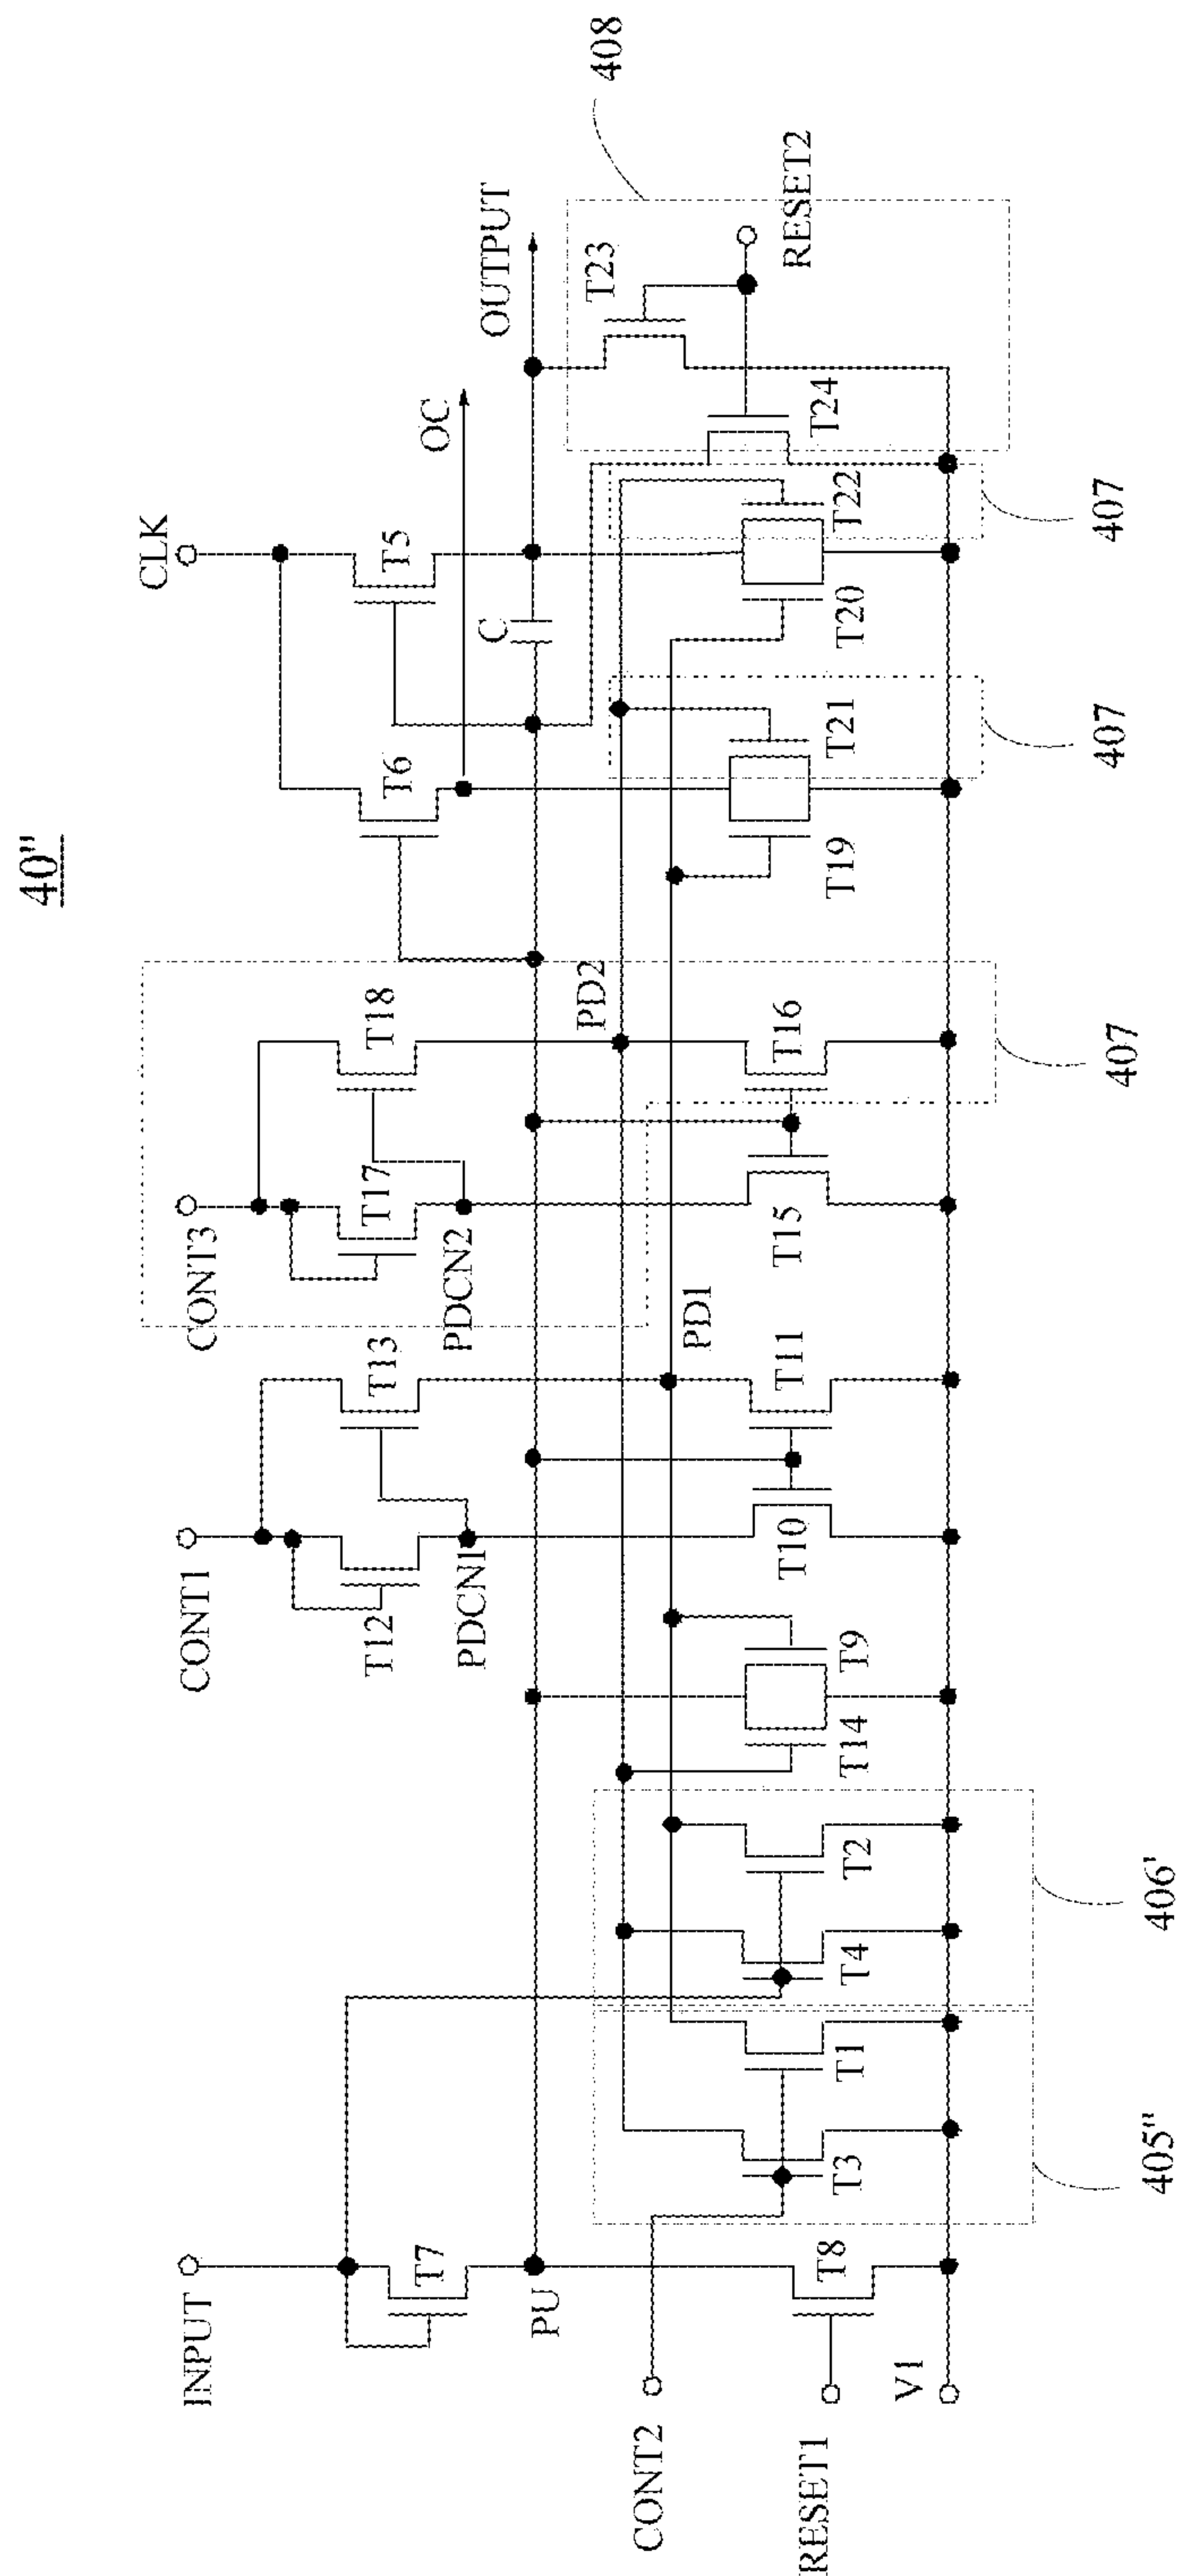 40"
INPUT
CONT1
CONT3
CLK
T7
T12
T13
T17
T18
T6
T5
OC
PDCN1
PDCN2
C
OUTPUT
PU
PD2
PD1
CONT2
RESET1
V1
T8
T3
T1
T4
T2
T14
T9
T10
T11
T15
T16
T19
T21
T20
T22
T24
T23
RESET2
405"
406'
407
407
407
408